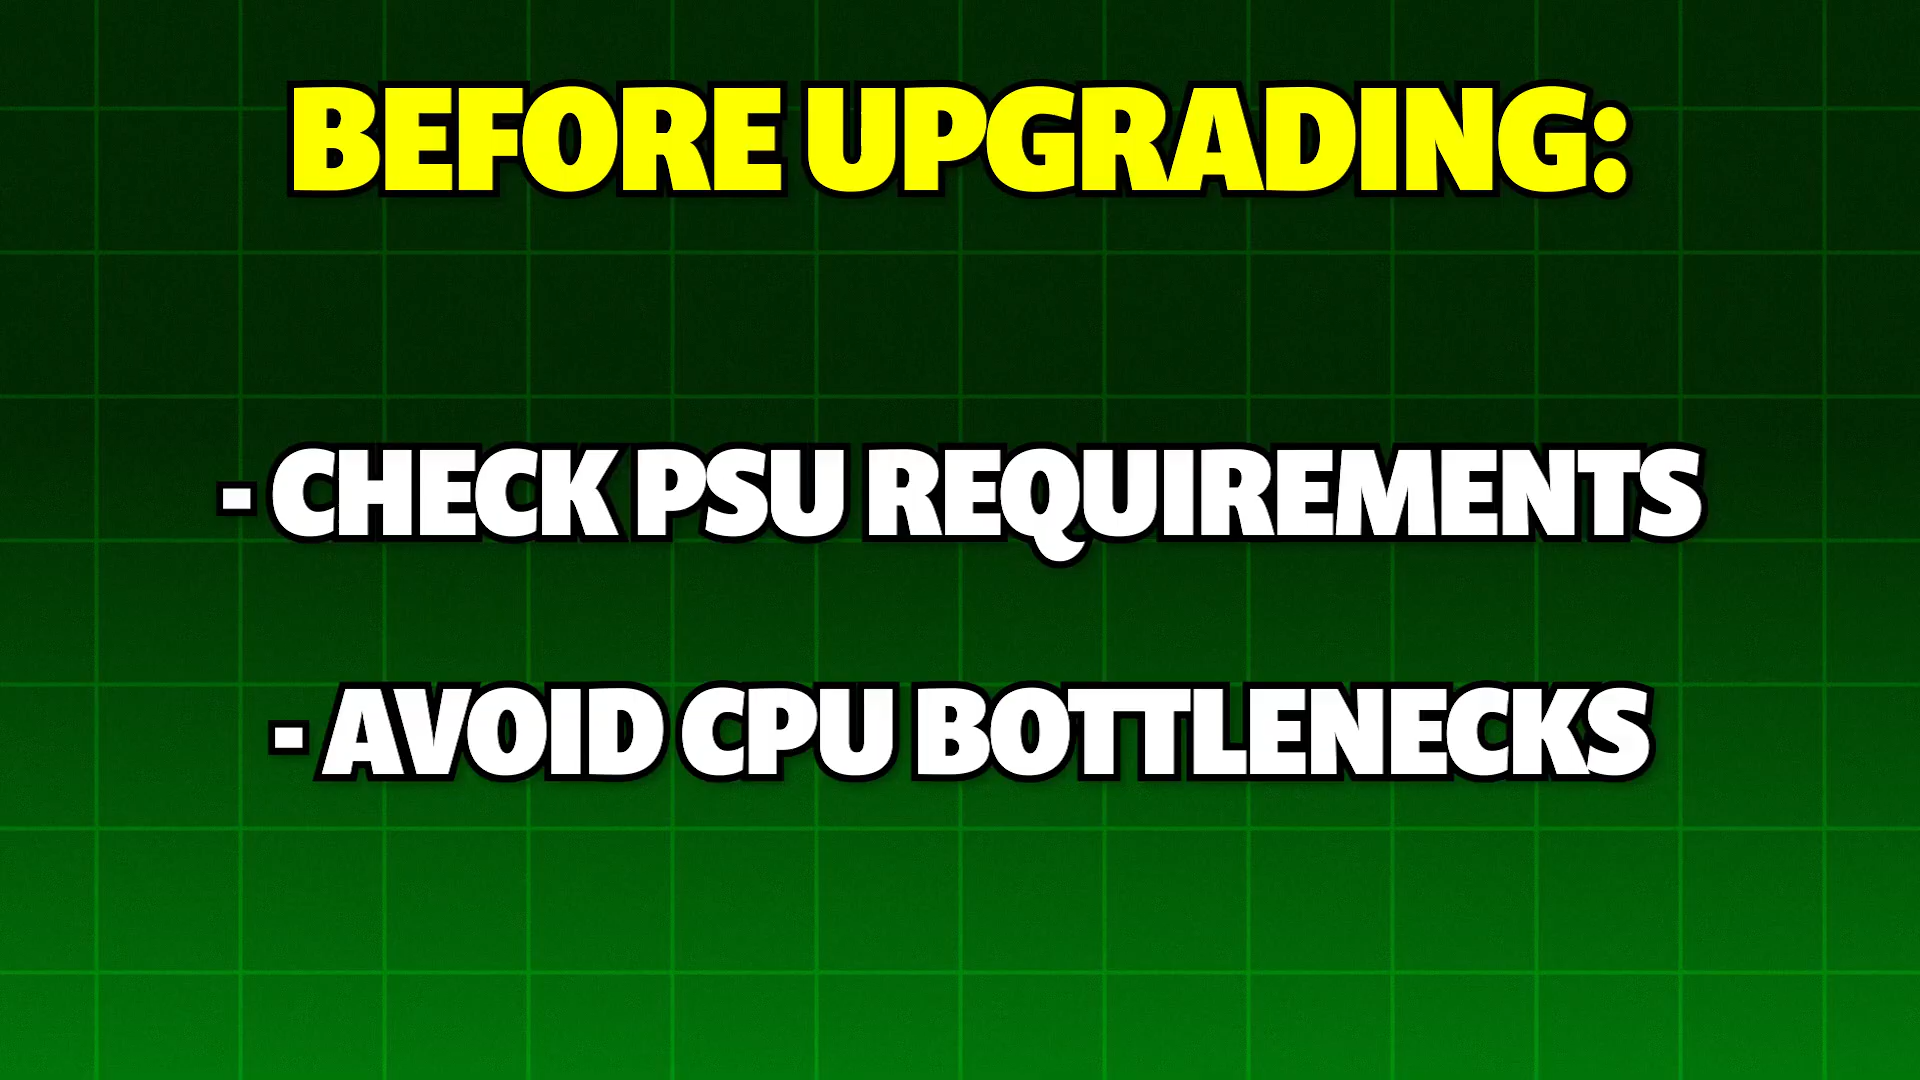 BEFORE UPGRADING:
- CHECK PSU REQUIREMENTS
- AVOID CPU BOTTLENECKS